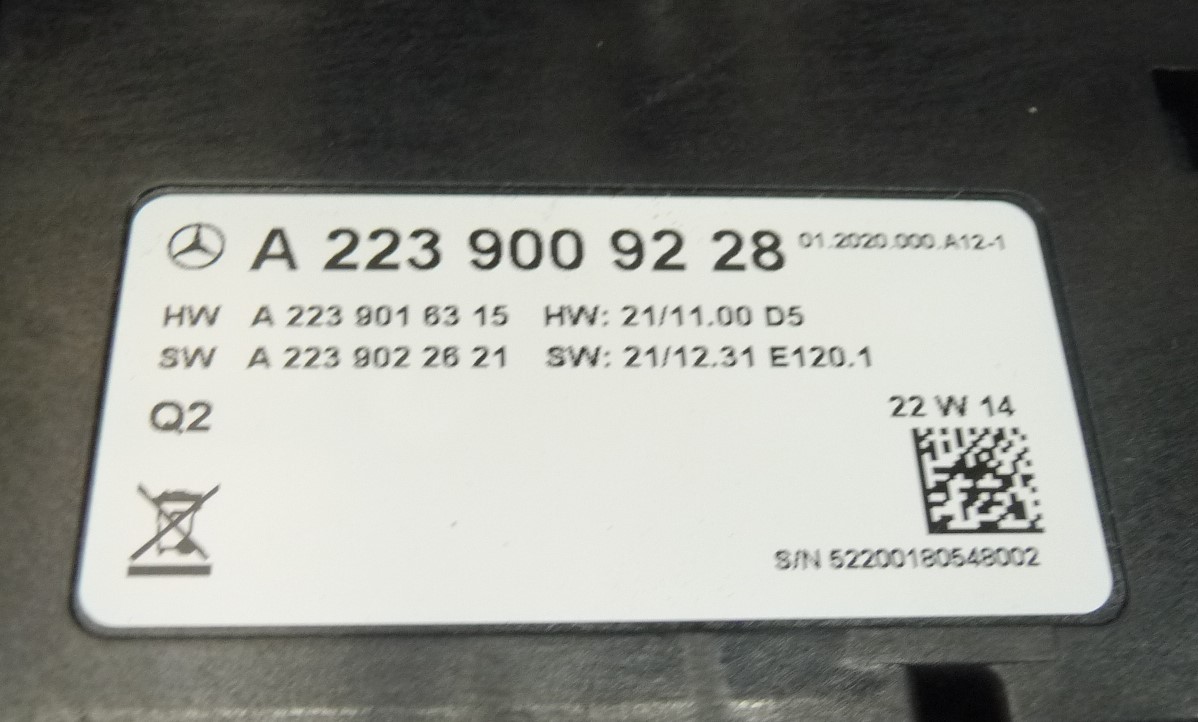 A 223 900 92 28 01.2020.000.A12-1
HW A 223 901 63 15 HW: 21/11.00 D5
SW A 223 902 26 21 SW: 21/12.31 E120.1
Q2
22 W 14
S/N 52200180548002